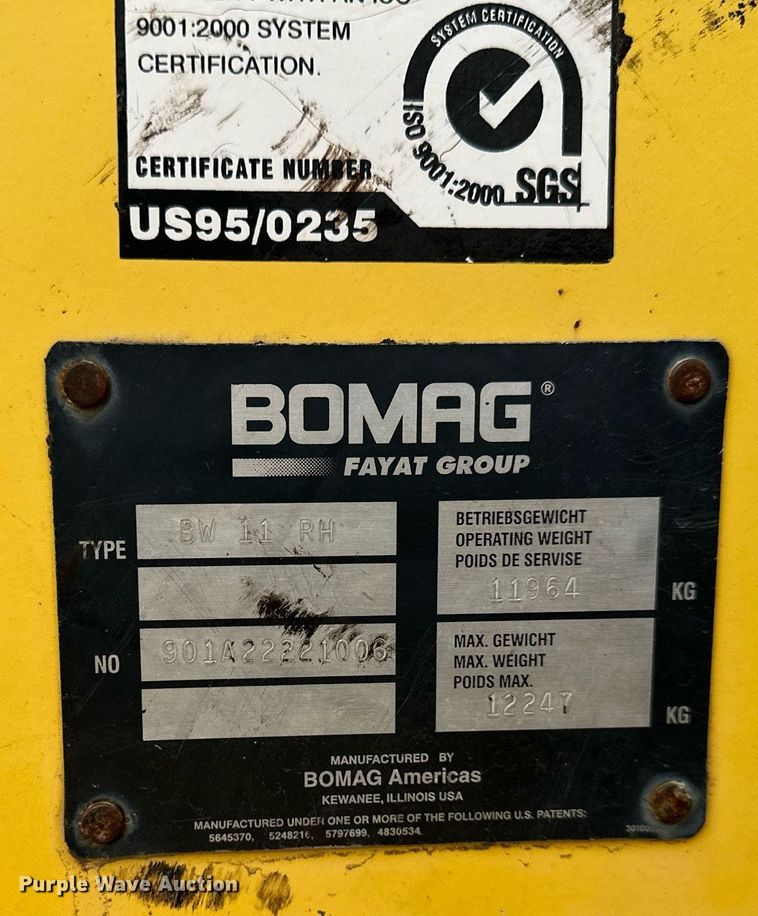 9001:2000 SYSTEM
CERTIFICATION.
SYSTEM CERTIFICATION
ISO 9001:2000
SGS
CERTIFICATE NUMBER
US95/0235
BOMAG®
FAYAT GROUP
TYPE BW 11 RH
NO 901A22221006
BETRIEBSGEWICHT
OPERATING WEIGHT
POIDS DE SERVISE
11964 KG
MAX. GEWICHT
MAX. WEIGHT
POIDS MAX.
12247 KG
MANUFACTURED BY
BOMAG Americas
KEWANEE, ILLINOIS USA
MANUFACTURED UNDER ONE OR MORE OF THE FOLLOWING U.S. PATENTS:
5645370, 5248216, 5797699, 4830534
Purple Wave Auction